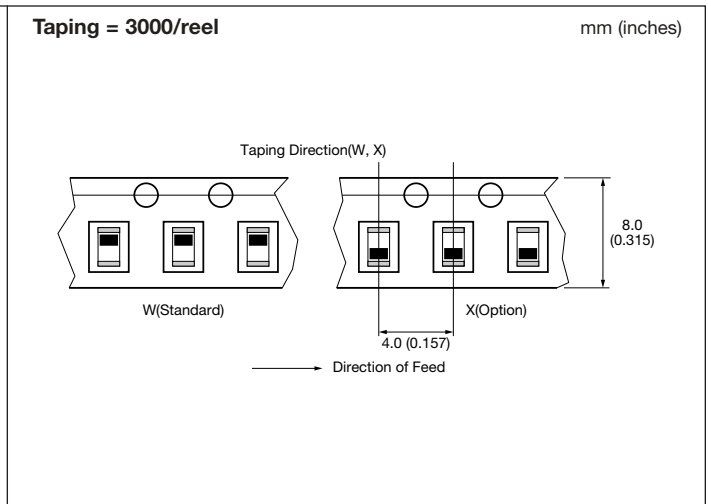 Taping = 3000/reel
mm (inches)
Taping Direction(W, X)
8.0
(0.315)
W(Standard)
X(Option)
4.0 (0.157)
Direction of Feed